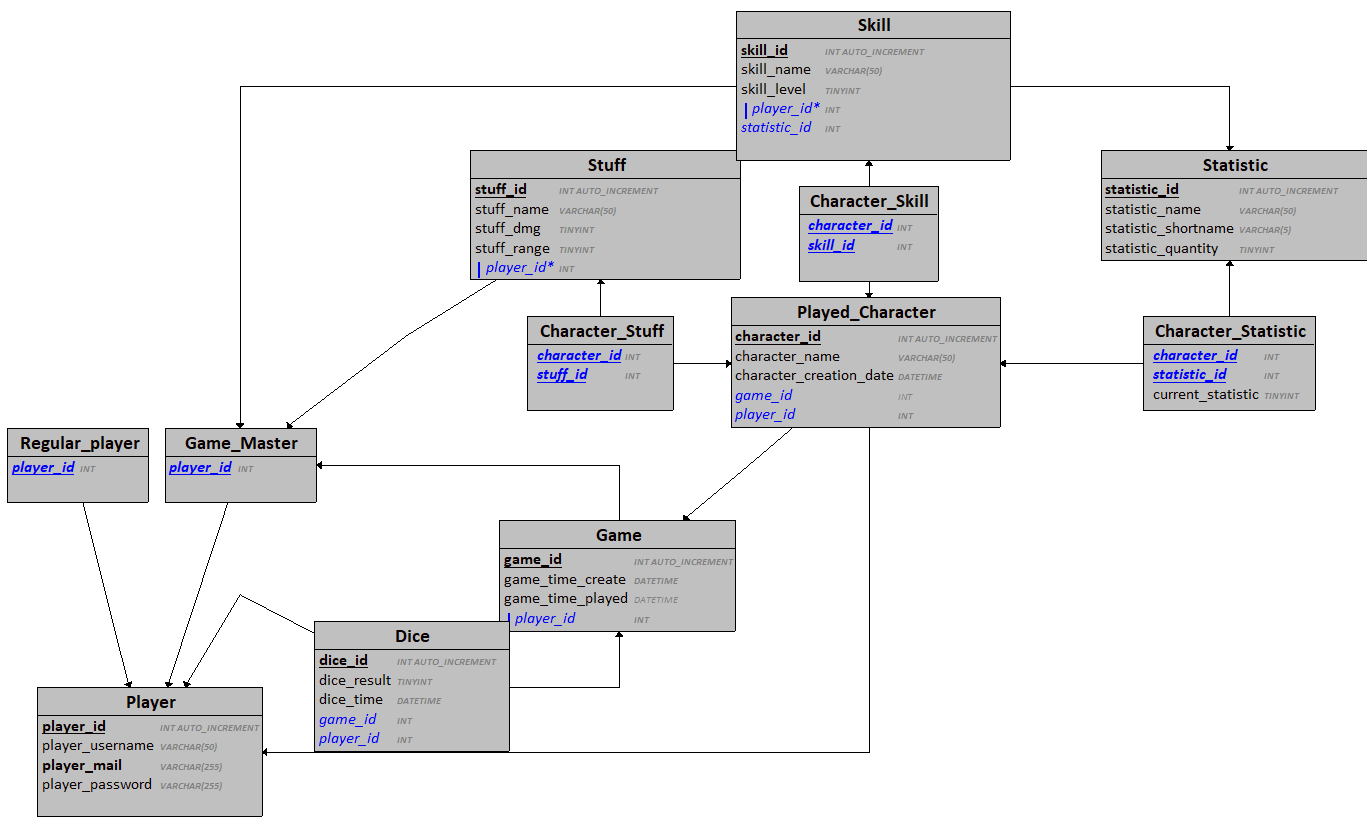 Skill
skill_id INT AUTO_INCREMENT
skill_name VARCHAR(50)
skill_level TINYINT
player_id* INT
statistic_id INT
Stuff
stuff_id INT AUTO_INCREMENT
stuff_name VARCHAR(50)
stuff_dmg TINYINT
stuff_range TINYINT
player_id* INT
Character_Skill
character_id INT
skill_id INT
Statistic
statistic_id INT AUTO_INCREMENT
statistic_name VARCHAR(50)
statistic_shortname VARCHAR(5)
statistic_quantity TINYINT
Character_Stuff
character_id INT
stuff_id INT
Played_Character
character_id INT AUTO_INCREMENT
character_name VARCHAR(50)
character_creation_date DATETIME
game_id INT
player_id INT
Character_Statistic
character_id INT
statistic_id INT
current_statistic TINYINT
Regular_player
player_id INT
Game_Master
player_id INT
Game
game_id INT AUTO_INCREMENT
game_time_create DATETIME
game_time_played DATETIME
player_id INT
Dice
dice_id INT AUTO_INCREMENT
dice_result TINYINT
dice_time DATETIME
game_id INT
player_id INT
Player
player_id INT AUTO_INCREMENT
player_username VARCHAR(50)
player_mail VARCHAR(255)
player_password VARCHAR(255)